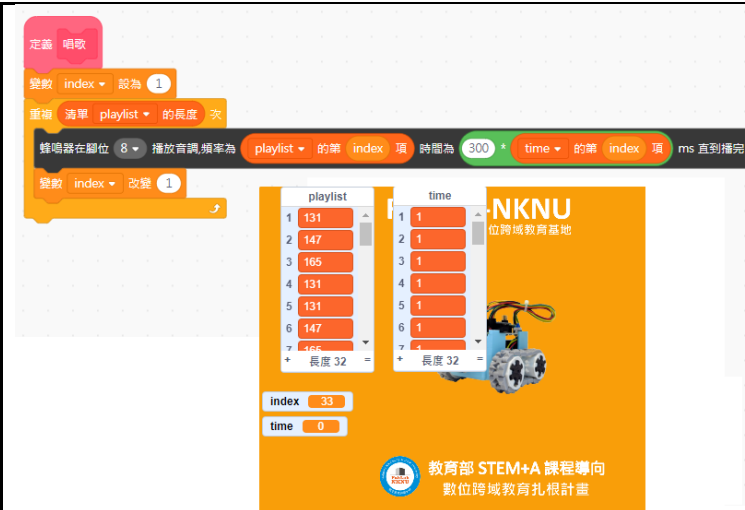 定義 唱歌
變數 index 設為 1
重複 清單 playlist 的長度 次
蜂鳴器在腳位 8 播放音調,頻率為 playlist 的第 index 項 時間為 300 * time 的第 index 項 ms 直到播完
變數 index 改變 1
playlist
1 131
2 147
3 165
4 131
5 131
6 147
7 165
+ 長度 32 =
time
1 1
2 1
3 1
4 1
5 1
6 1
7 1
+ 長度 32 =
NKNU
位跨域教育基地
index 33
time 0
NKNU
教育部 STEM+A 課程導向
數位跨域教育扎根計畫